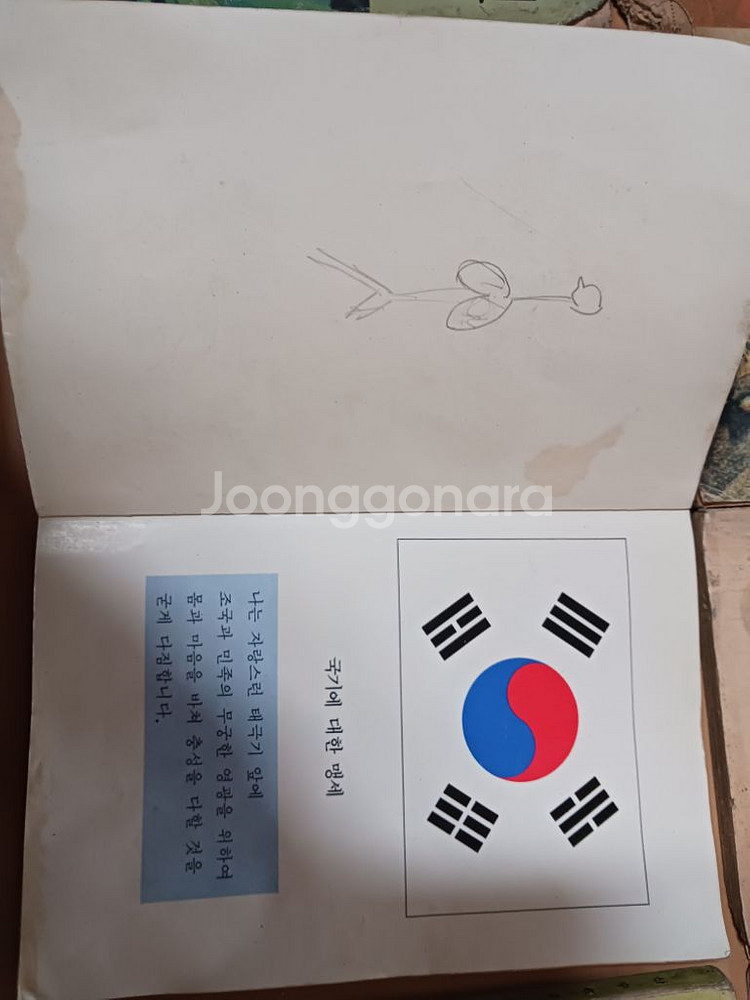 Joonggonara
국기에 대한 맹세
나는 자랑스런 태극기 앞에
조국과 민족의 무궁한 영광을 위하여
몸과 마음을 바쳐 충성을 다할 것을
굳게 다짐합니다.